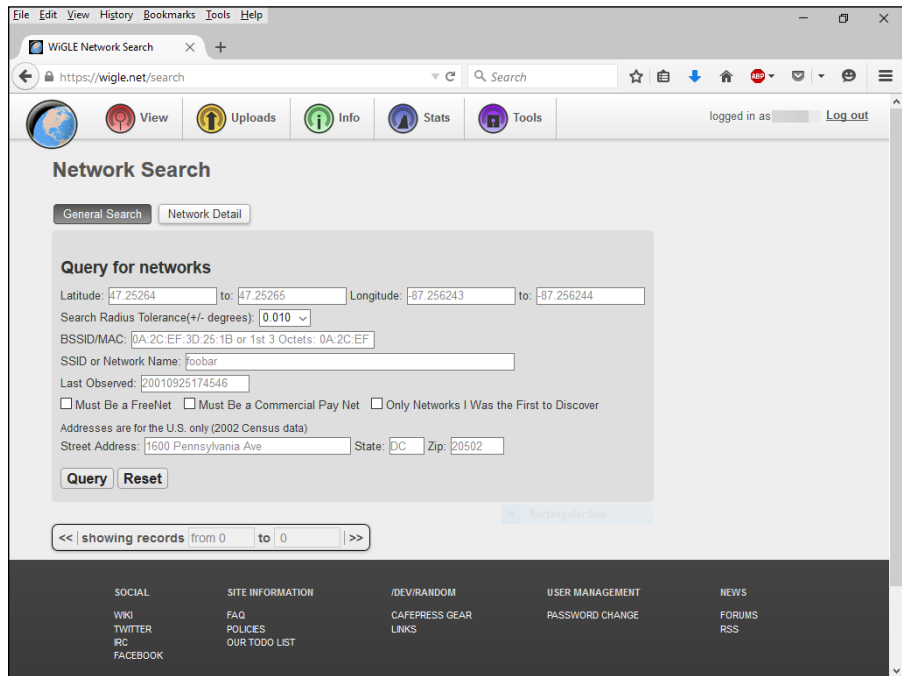 File Edit View History Bookmarks Tools Help
WiGLE Network Search
https://wigle.net/search Search ABP
View Uploads Info Stats Tools logged in as Log out
Network Search
General Search Network Detail
Query for networks
Latitude: 47.25264 to: 47.25265 Longitude: -87.256243 to: -87.256244
Search Radius Tolerance(+/- degrees): 0.010
BSSID/MAC: 0A:2C:EF:3D:25:1B or 1st 3 Octets: 0A:2C:EF
SSID or Network Name: foobar
Last Observed: 20010925174546
Must Be a FreeNet Must Be a Commercial Pay Net Only Networks I Was the First to Discover
Addresses are for the U.S. only (2002 Census data)
Street Address: 1600 Pennsylvania Ave State: DC Zip: 20502
Query Reset
Rectangular Snip
<< showing records from 0 to 0 >>
SOCIAL SITE INFORMATION /DEV/RANDOM USER MANAGEMENT NEWS
WIKI FAQ CAFEPRESS GEAR PASSWORD CHANGE FORUMS
TWITTER POLICIES LINKS RSS
IRC OUR TODO LIST
FACEBOOK